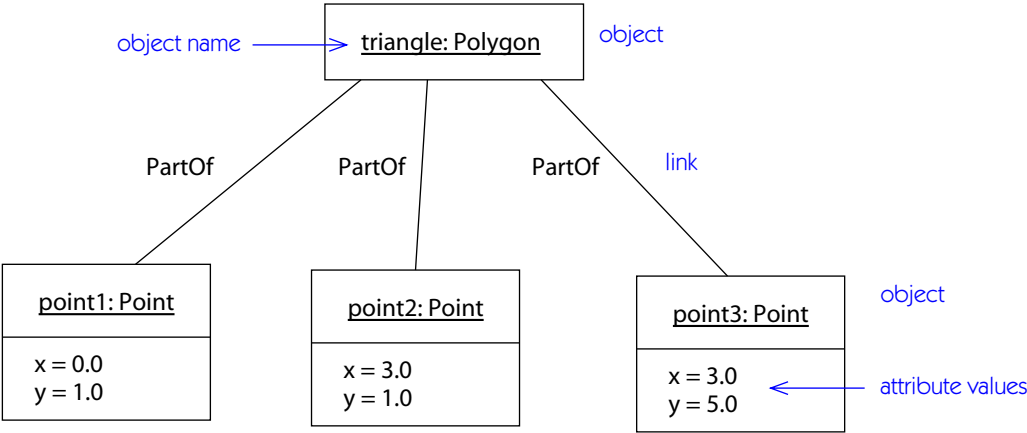 object name
triangle: Polygon
object
PartOf
PartOf
PartOf
link
point1: Point
x = 0.0
y = 1.0
point2: Point
x = 3.0
y = 1.0
point3: Point
x = 3.0
y = 5.0
object
attribute values